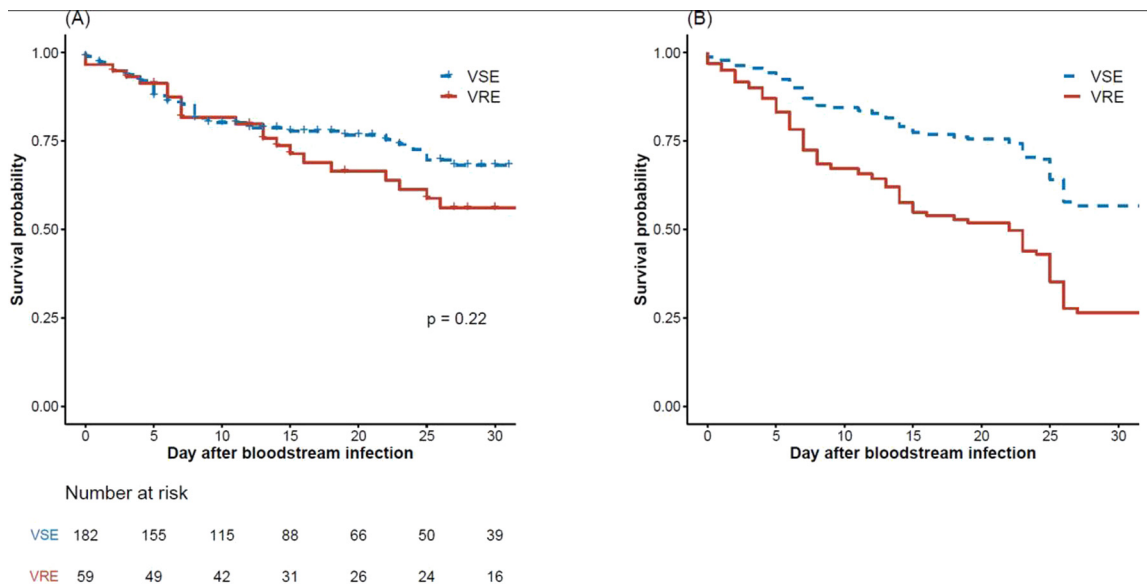 (A)
1.00
0.75
0.50
0.25
0.00
Survival probability
VSE
VRE
p = 0.22
0 5 10 15 20 25 30
Day after bloodstream infection
Number at risk
VSE 182 155 115 88 66 50 39
VRE 59 49 42 31 26 24 16
(B)
1.00
0.75
0.50
0.25
0.00
Survival probability
VSE
VRE
0 5 10 15 20 25 30
Day after bloodstream infection